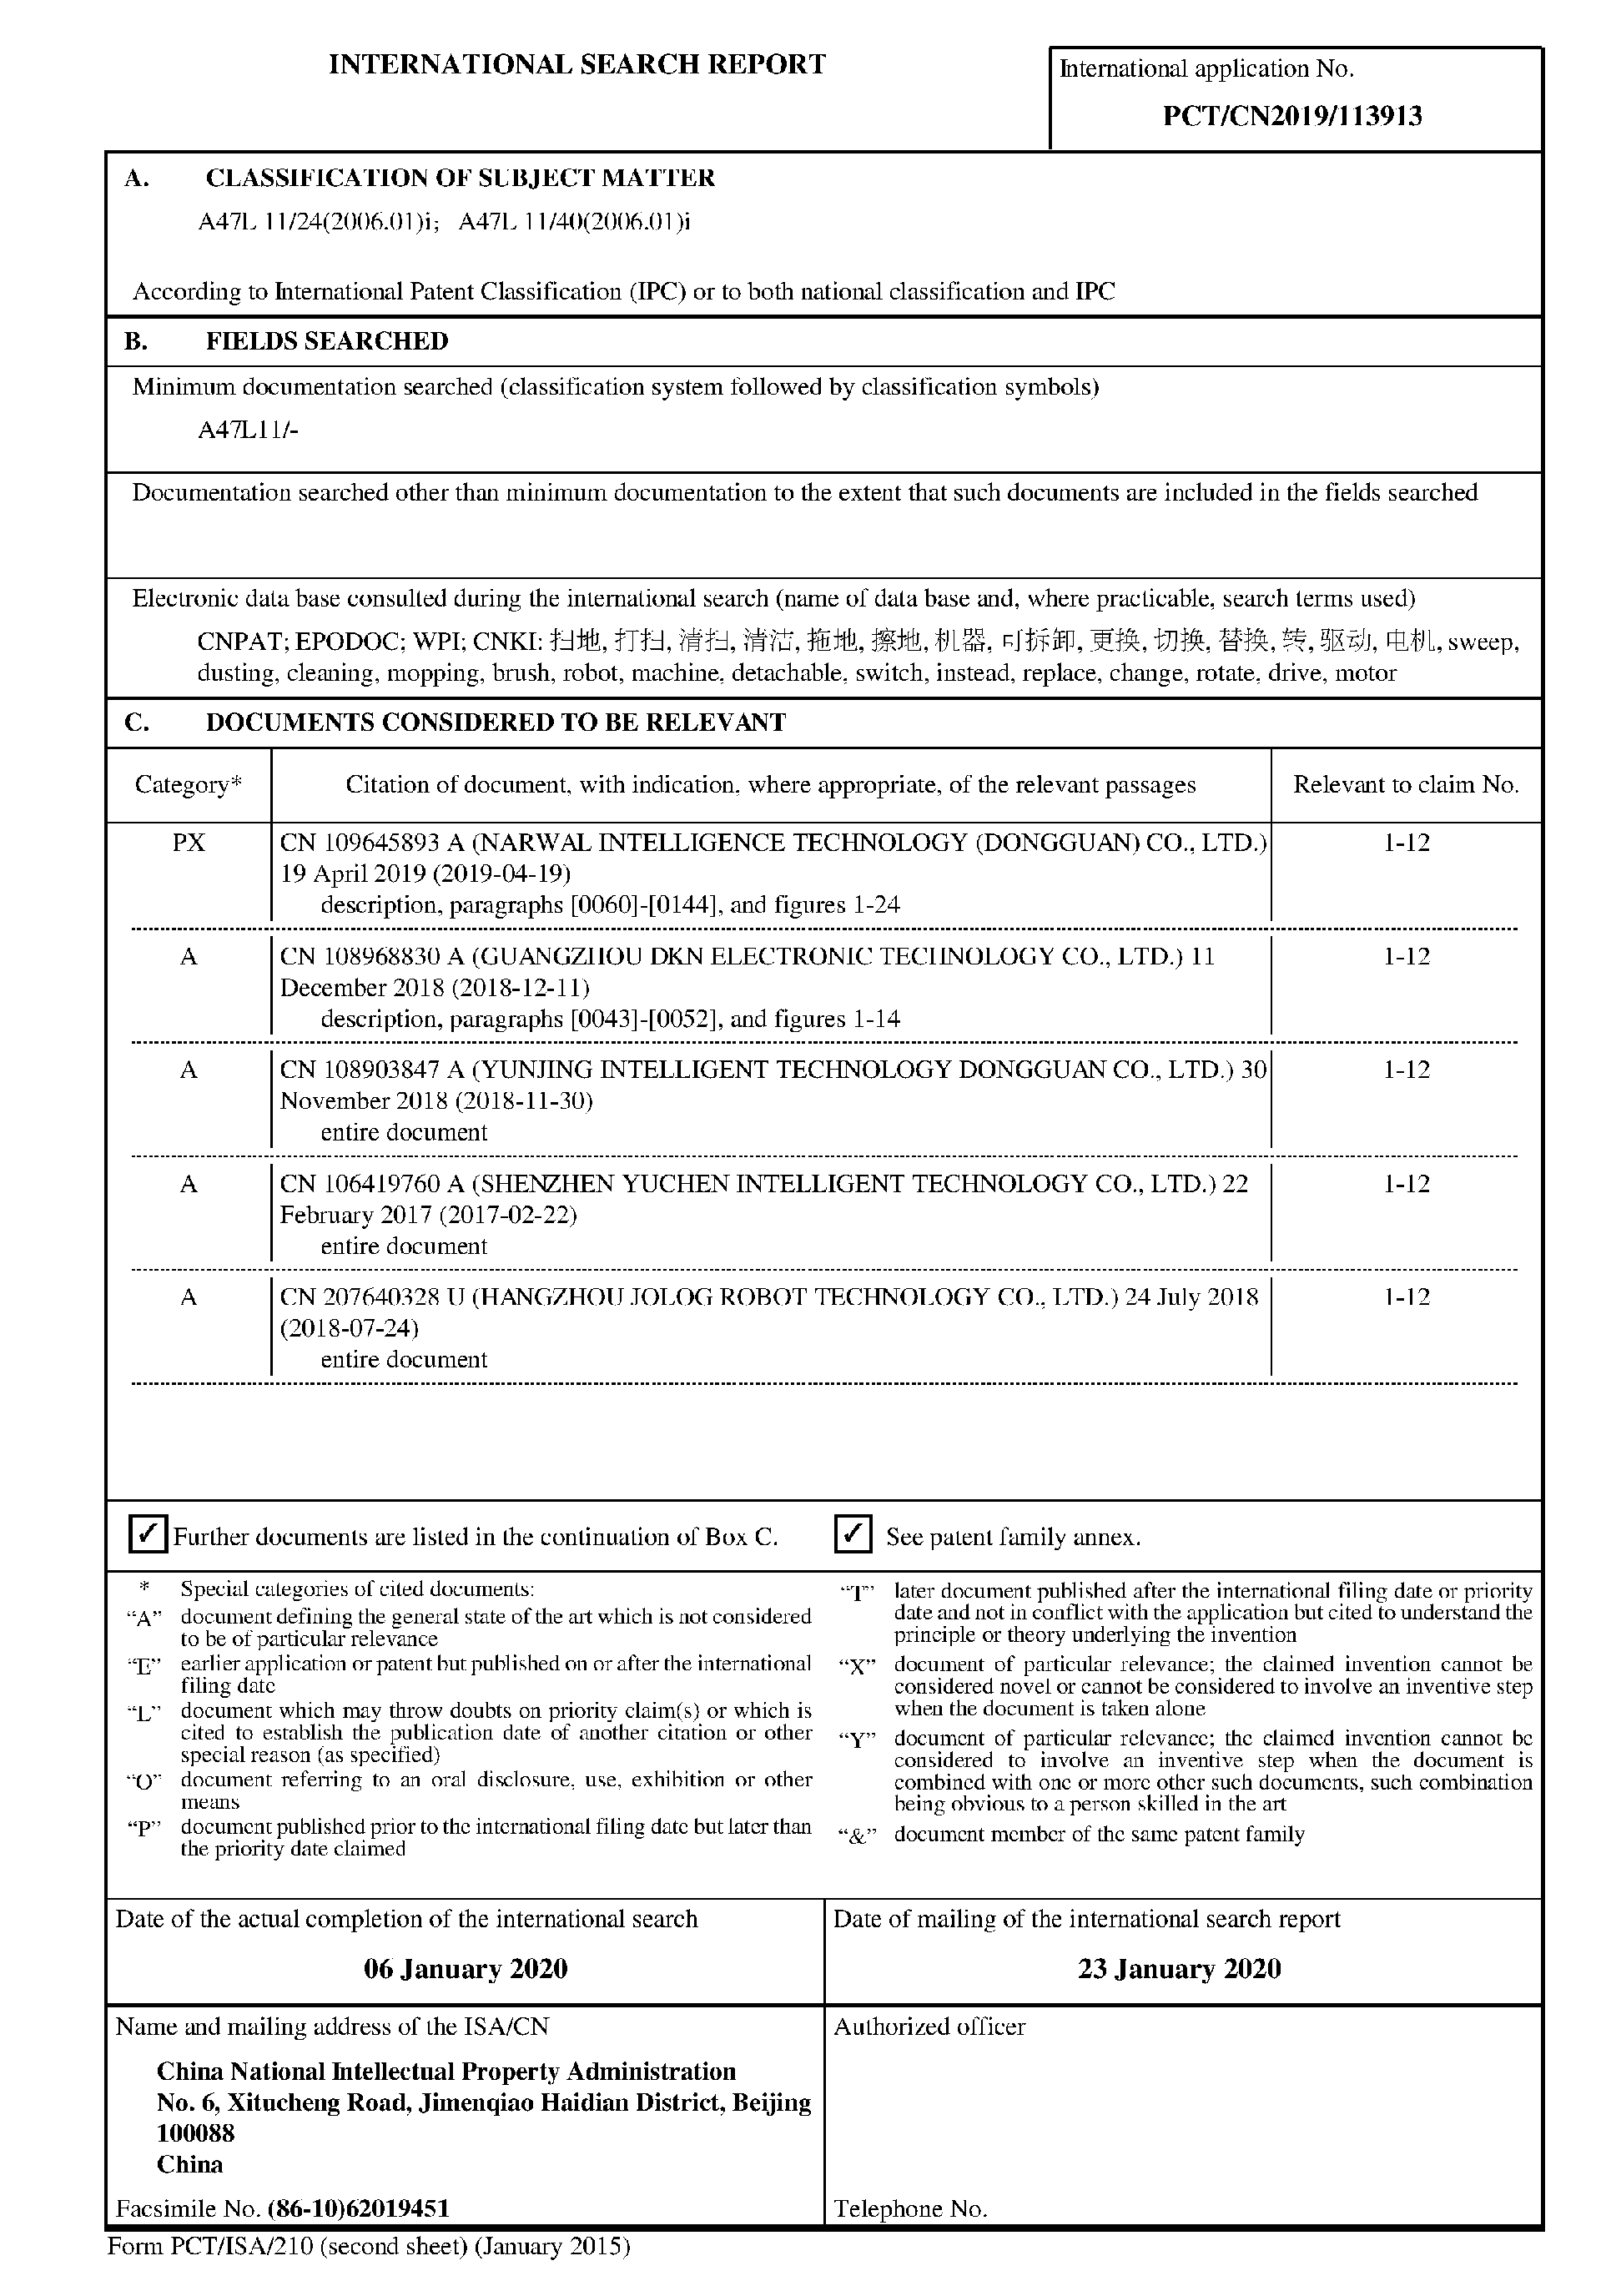 INTERNATIONAL SEARCH REPORT
International application No.
PCT/CN2019/113913
A. CLASSIFICATION OF SUBJECT MATTER
A47L 11/24(2006.01)i; A47L 11/40(2006.01)i
According to International Patent Classification (IPC) or to both national classification and IPC
B. FIELDS SEARCHED
Minimum documentation searched (classification system followed by classification symbols)
A47L11/-
Documentation searched other than minimum documentation to the extent that such documents are included in the fields searched
Electronic data base consulted during the international search (name of data base and, where practicable, search terms used)
CNPAT; EPODOC; WPI; CNKI: 扫地, 打扫, 清扫, 清洁, 拖地, 擦地, 机器, 可拆卸, 更换, 切换, 替换, 转, 驱动, 电机, sweep,
dusting, cleaning, mopping, brush, robot, machine, detachable, switch, instead, replace, change, rotate, drive, motor
C. DOCUMENTS CONSIDERED TO BE RELEVANT
Category* Citation of document, with indication, where appropriate, of the relevant passages Relevant to claim No.
PX CN 109645893 A (NARWAL INTELLIGENCE TECHNOLOGY (DONGGUAN) CO., LTD.) 1-12
19 April 2019 (2019-04-19)
description, paragraphs [0060]-[0144], and figures 1-24
A CN 108968830 A (GUANGZHOU DKN ELECTRONIC TECHNOLOGY CO., LTD.) 11 1-12
December 2018 (2018-12-11)
description, paragraphs [0043]-[0052], and figures 1-14
A CN 108903847 A (YUNJING INTELLIGENT TECHNOLOGY DONGGUAN CO., LTD.) 30 1-12
November 2018 (2018-11-30)
entire document
A CN 106419760 A (SHENZHEN YUCHEN INTELLIGENT TECHNOLOGY CO., LTD.) 22 1-12
February 2017 (2017-02-22)
entire document
A CN 207640328 U (HANGZHOU JOLOG ROBOT TECHNOLOGY CO., LTD.) 24 July 2018 1-12
(2018-07-24)
entire document
✓ Further documents are listed in the continuation of Box C. ✓ See patent family annex.
* Special categories of cited documents:
“A” document defining the general state of the art which is not considered
to be of particular relevance
“E” earlier application or patent but published on or after the international
filing date
“L” document which may throw doubts on priority claim(s) or which is
cited to establish the publication date of another citation or other
special reason (as specified)
“O” document referring to an oral disclosure, use, exhibition or other
means
“P” document published prior to the international filing date but later than
the priority date claimed
“T” later document published after the international filing date or priority
date and not in conflict with the application but cited to understand the
principle or theory underlying the invention
“X” document of particular relevance; the claimed invention cannot be
considered novel or cannot be considered to involve an inventive step
when the document is taken alone
“Y” document of particular relevance; the claimed invention cannot be
considered to involve an inventive step when the document is
combined with one or more other such documents, such combination
being obvious to a person skilled in the art
“&” document member of the same patent family
Date of the actual completion of the international search
06 January 2020
Date of mailing of the international search report
23 January 2020
Name and mailing address of the ISA/CN
China National Intellectual Property Administration
No. 6, Xitucheng Road, Jimenqiao Haidian District, Beijing
100088
China
Facsimile No. (86-10)62019451
Authorized officer
Telephone No.
Form PCT/ISA/210 (second sheet) (January 2015)